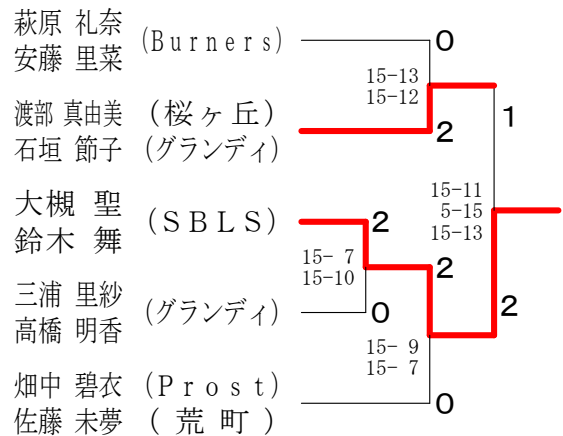 萩原 礼奈
安藤 里菜
(Burners)
0
15-13
15-12
渡部 真由美 (桜ヶ丘)
石垣 節子 (グランディ)
2
1
大槻 聖
鈴木 舞
(SBLS)
2
15- 7
15-10
2
15-11
5-15
15-13
三浦 里紗
高橋 明香
(グランディ)
0
2
15- 9
15- 7
畑中 碧衣 (Prost)
佐藤 未夢 (荒町)
0